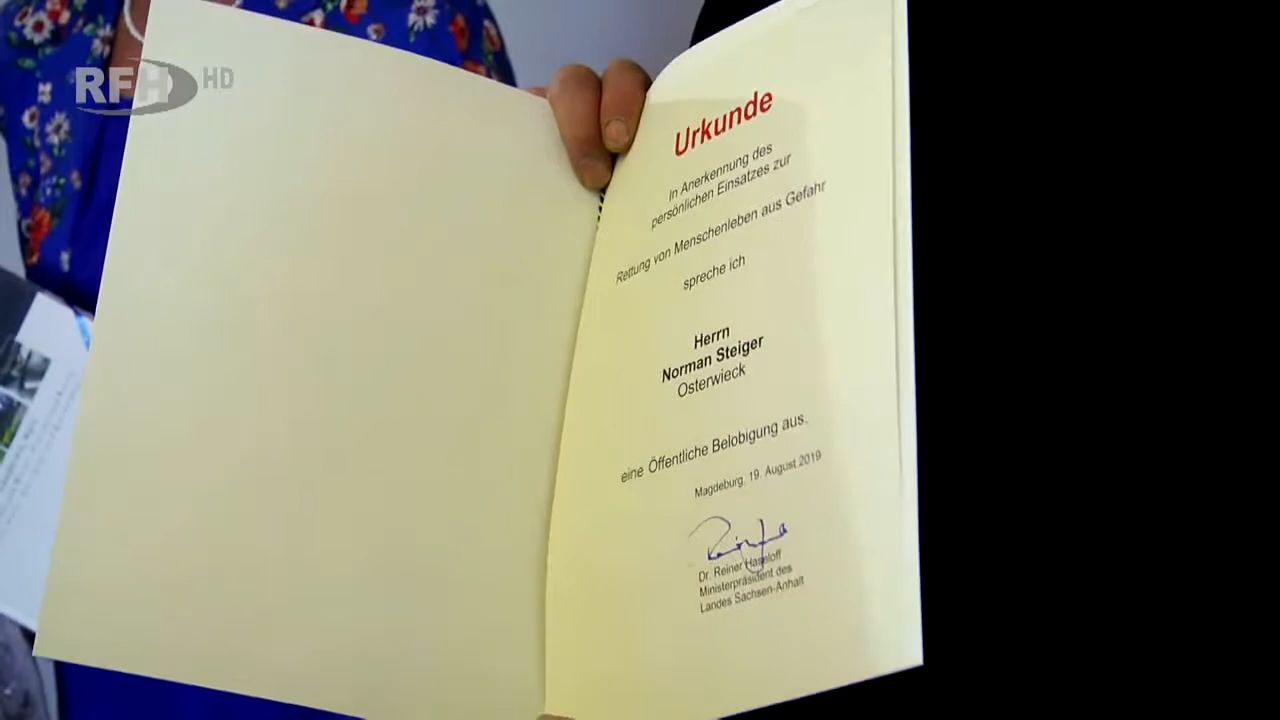 RFH HD
Urkunde
In Anerkennung des
persönlichen Einsatzes zur
Rettung von Menschenleben aus Gefahr
spreche ich
Herrn
Norman Steiger
Osterwieck
eine Öffentliche Belobigung aus.
Magdeburg, 19. August 2019
Dr. Reiner Haseloff
Ministerpräsident des
Landes Sachsen-Anhalt